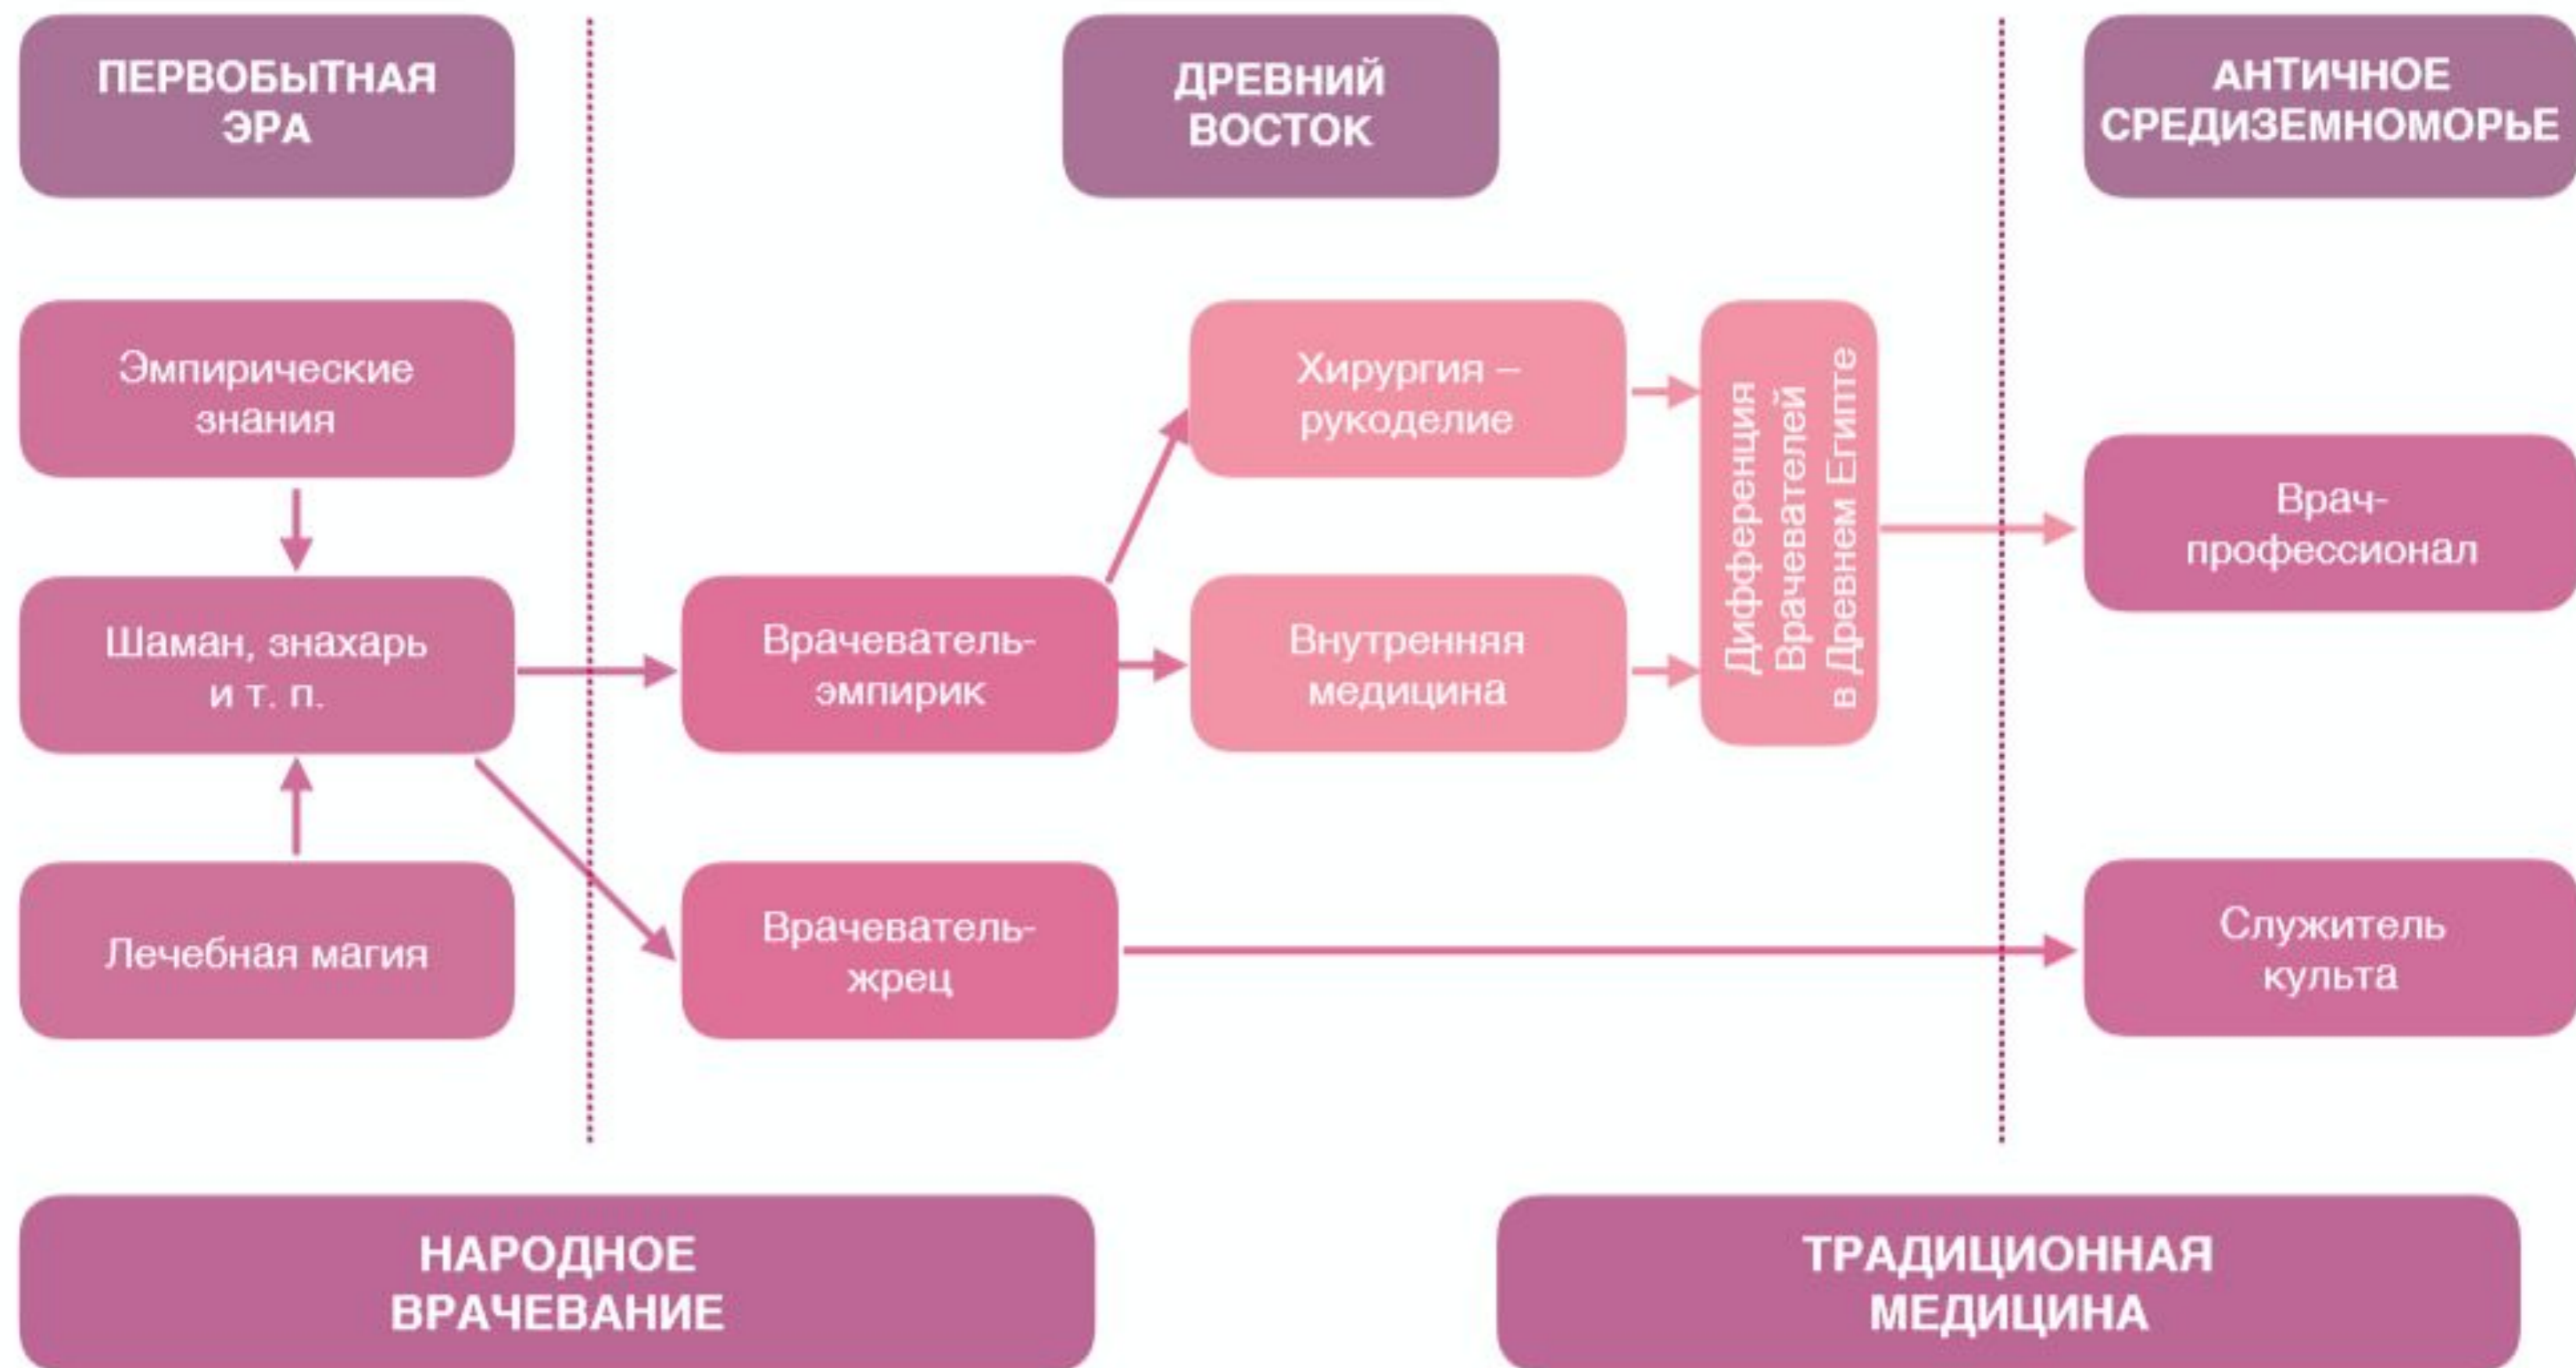 ПЕРВОБЫТНАЯ
ЭРА
ДРЕВНИЙ
ВОСТОК
АНТИЧНОЕ
СРЕДИЗЕМНОМОРЬЕ
Эмпирические
знания
Хирургия –
рукоделие
Дифференция
Врачевателей
в Древнем Египте
Врач-
профессионал
Шаман, знахарь
и т. п.
Врачеватель-
эмпирик
Внутренняя
медицина
Лечебная магия
Врачеватель-
жрец
Служитель
культа
НАРОДНОЕ
ВРАЧЕВАНИЕ
ТРАДИЦИОННАЯ
МЕДИЦИНА